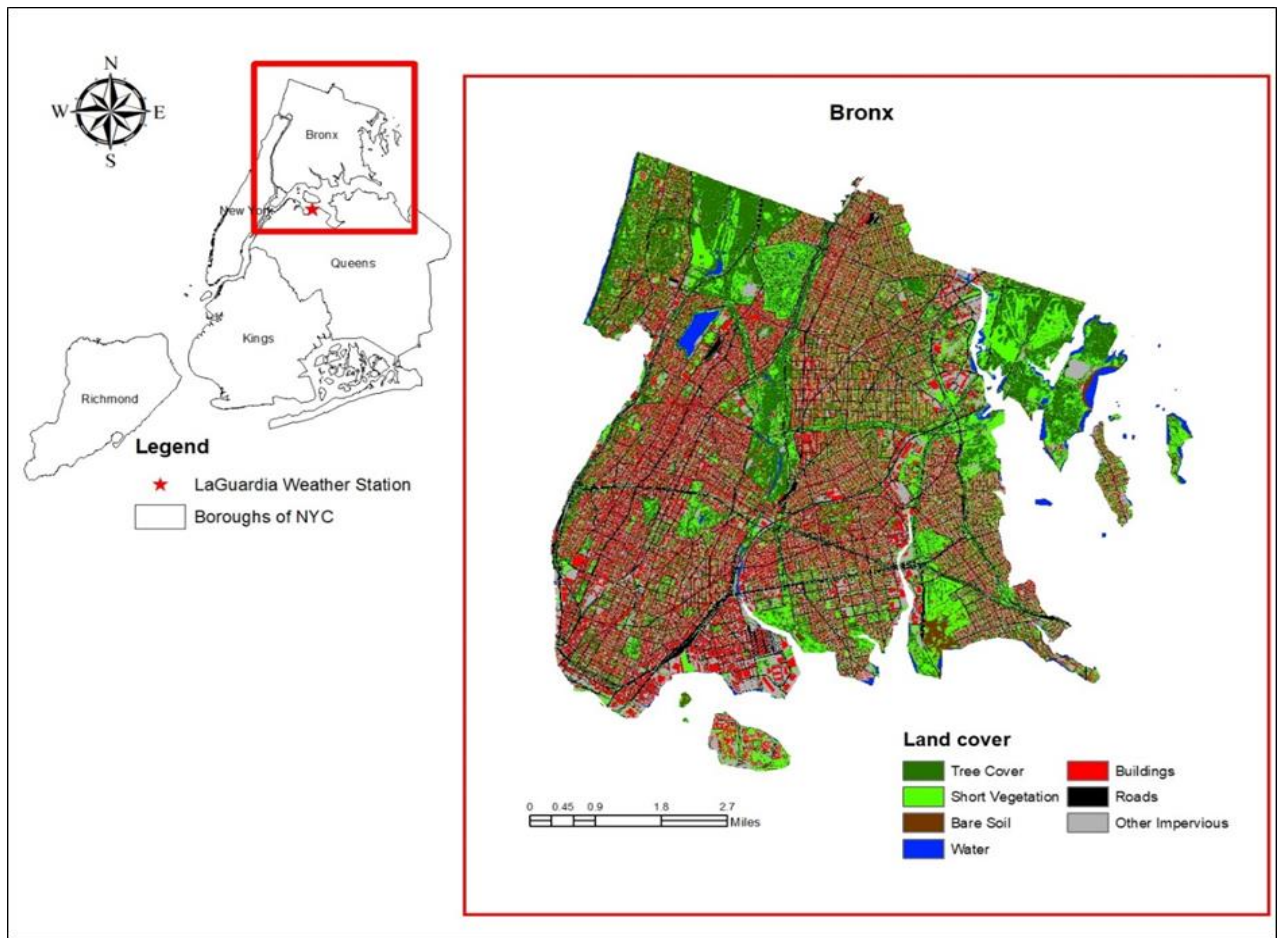 N
W
E
S
Bronx
New York
Queens
Kings
Richmond
Legend
LaGuardia Weather Station
Boroughs of NYC
Bronx
Land cover
Tree Cover
Buildings
Short Vegetation
Roads
Bare Soil
Other Impervious
Water
0 0.45 0.9 1.8 2.7
Miles